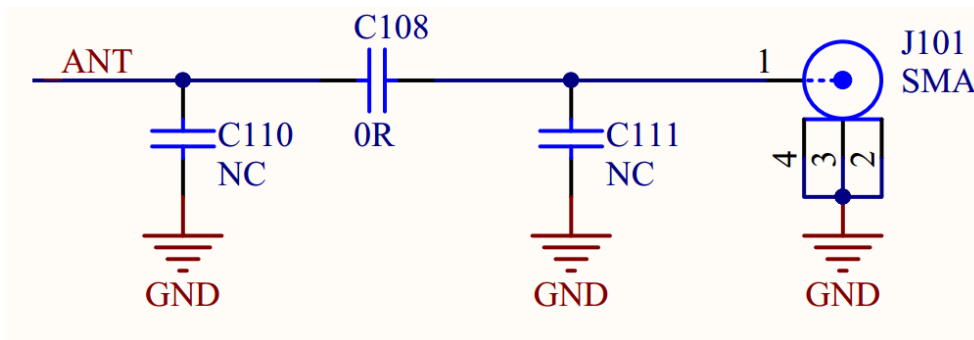 ANT
C108
0R
C110
NC
C111
NC
1
J101
SMA
4
3
2
GND
GND
GND